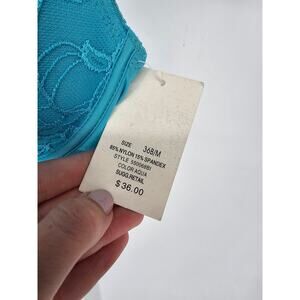 SIZE 36B/M
85% NYLON 15% SPANDEX
COLOR AQUA
SUGG.RETAIL
$36.00